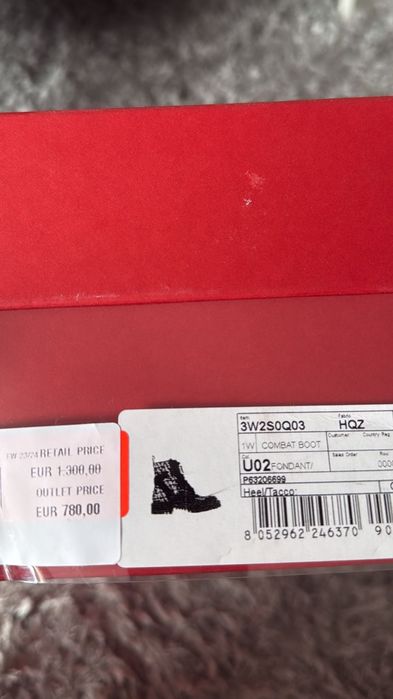 FW 23/24 RETAIL PRICE
EUR 1.300,00
OUTLET PRICE
EUR 780,00
Item
3W2S0Q03
Fabric
HQZ
1W
COMBAT BOOT
Customer
Country Reg
Col.
U02 FONDANT/
Sales Order
Row
P63206699
Heel/Tacco:
8 052962 246370 90